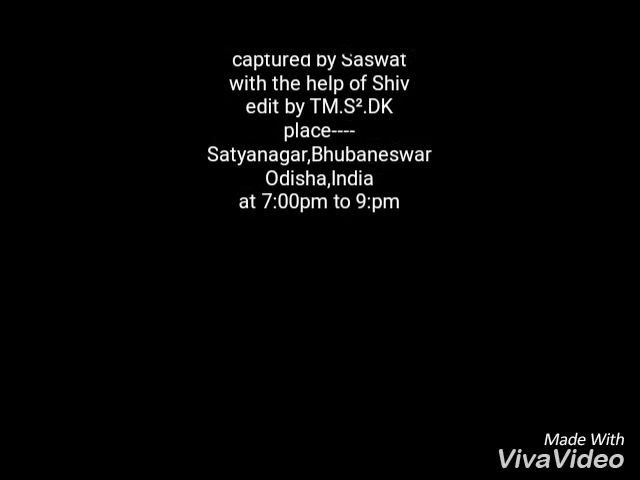 captured by Saswat
with the help of Shiv
edit by TM.S².DK
place----
Satyanagar,Bhubaneswar
Odisha,India
at 7:00pm to 9:pm
Made With
VivaVideo